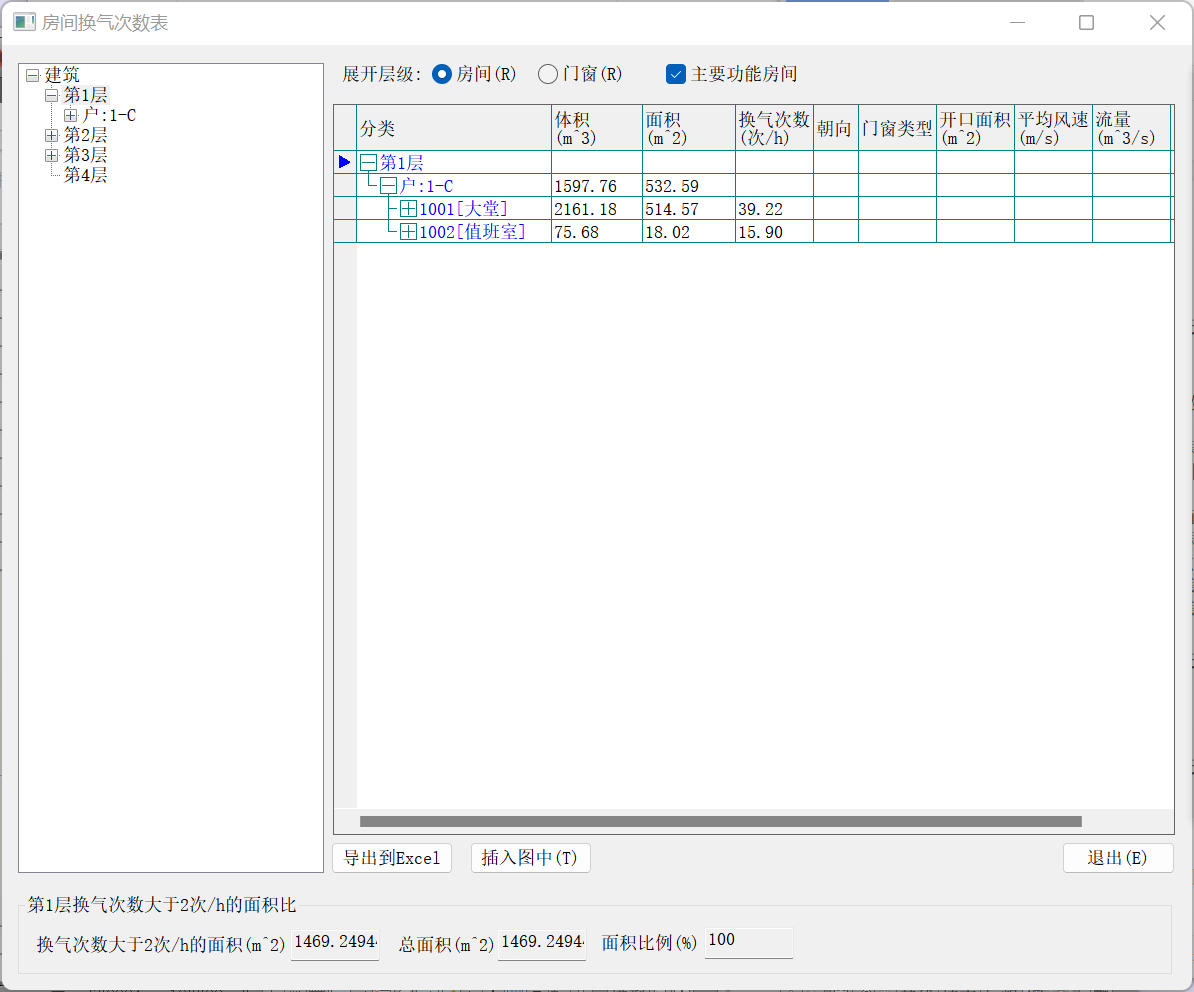 房间换气次数表
建筑
第1层
户:1-C
第2层
第3层
第4层
展开层级: 房间(R) 门窗(R) 主要功能房间
分类 体积(m^3) 面积(m^2) 换气次数(次/h) 朝向 门窗类型 开口面积(m^2) 平均风速(m/s) 流量(m^3/s)
第1层
户:1-C 1597.76 532.59
1001[大堂] 2161.18 514.57 39.22
1002[值班室] 75.68 18.02 15.90
导出到Excel 插入图中(T) 退出(E)
第1层换气次数大于2次/h的面积比
换气次数大于2次/h的面积(m^2) 1469.2494 总面积(m^2) 1469.2494 面积比例(%) 100